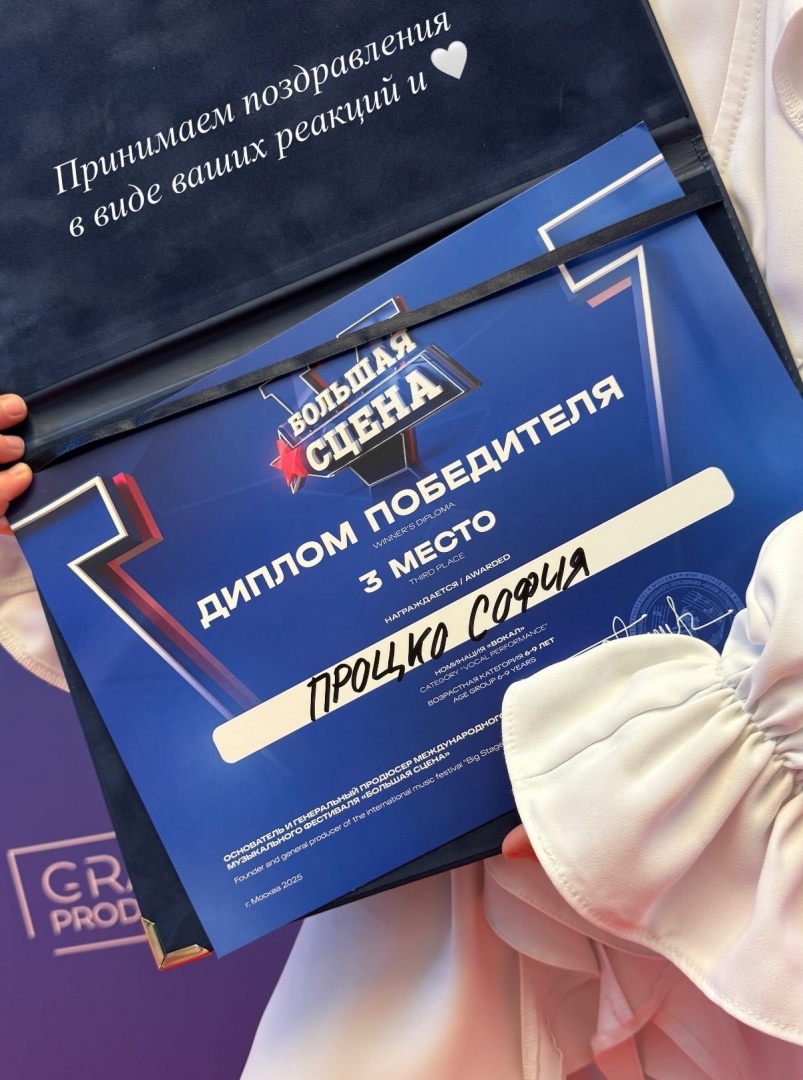 Принимаем поздравления
в виде ваших реакций и 🤍
БОЛЬШАЯ
СЦЕНА
ДИПЛОМ ПОБЕДИТЕЛЯ
WINNER'S DIPLOMA
3 МЕСТО
THIRD PLACE
НАГРАЖДАЕТСЯ / AWARDED
ПРОЦКО СОФИЯ
НОМИНАЦИЯ «ВОКАЛ»
CATEGORY "VOCAL PERFORMANCE"
ВОЗРАСТНАЯ КАТЕГОРИЯ 6-9 ЛЕТ
AGE GROUP 6-9 YEARS
ОСНОВАТЕЛЬ И ГЕНЕРАЛЬНЫЙ ПРОДЮСЕР МЕЖДУНАРОДНОГО
МУЗЫКАЛЬНОГО ФЕСТИВАЛЯ «БОЛЬШАЯ СЦЕНА»
Founder and general producer of the international music festival "Big Stage
г. Москва 2025
GRA
PROD